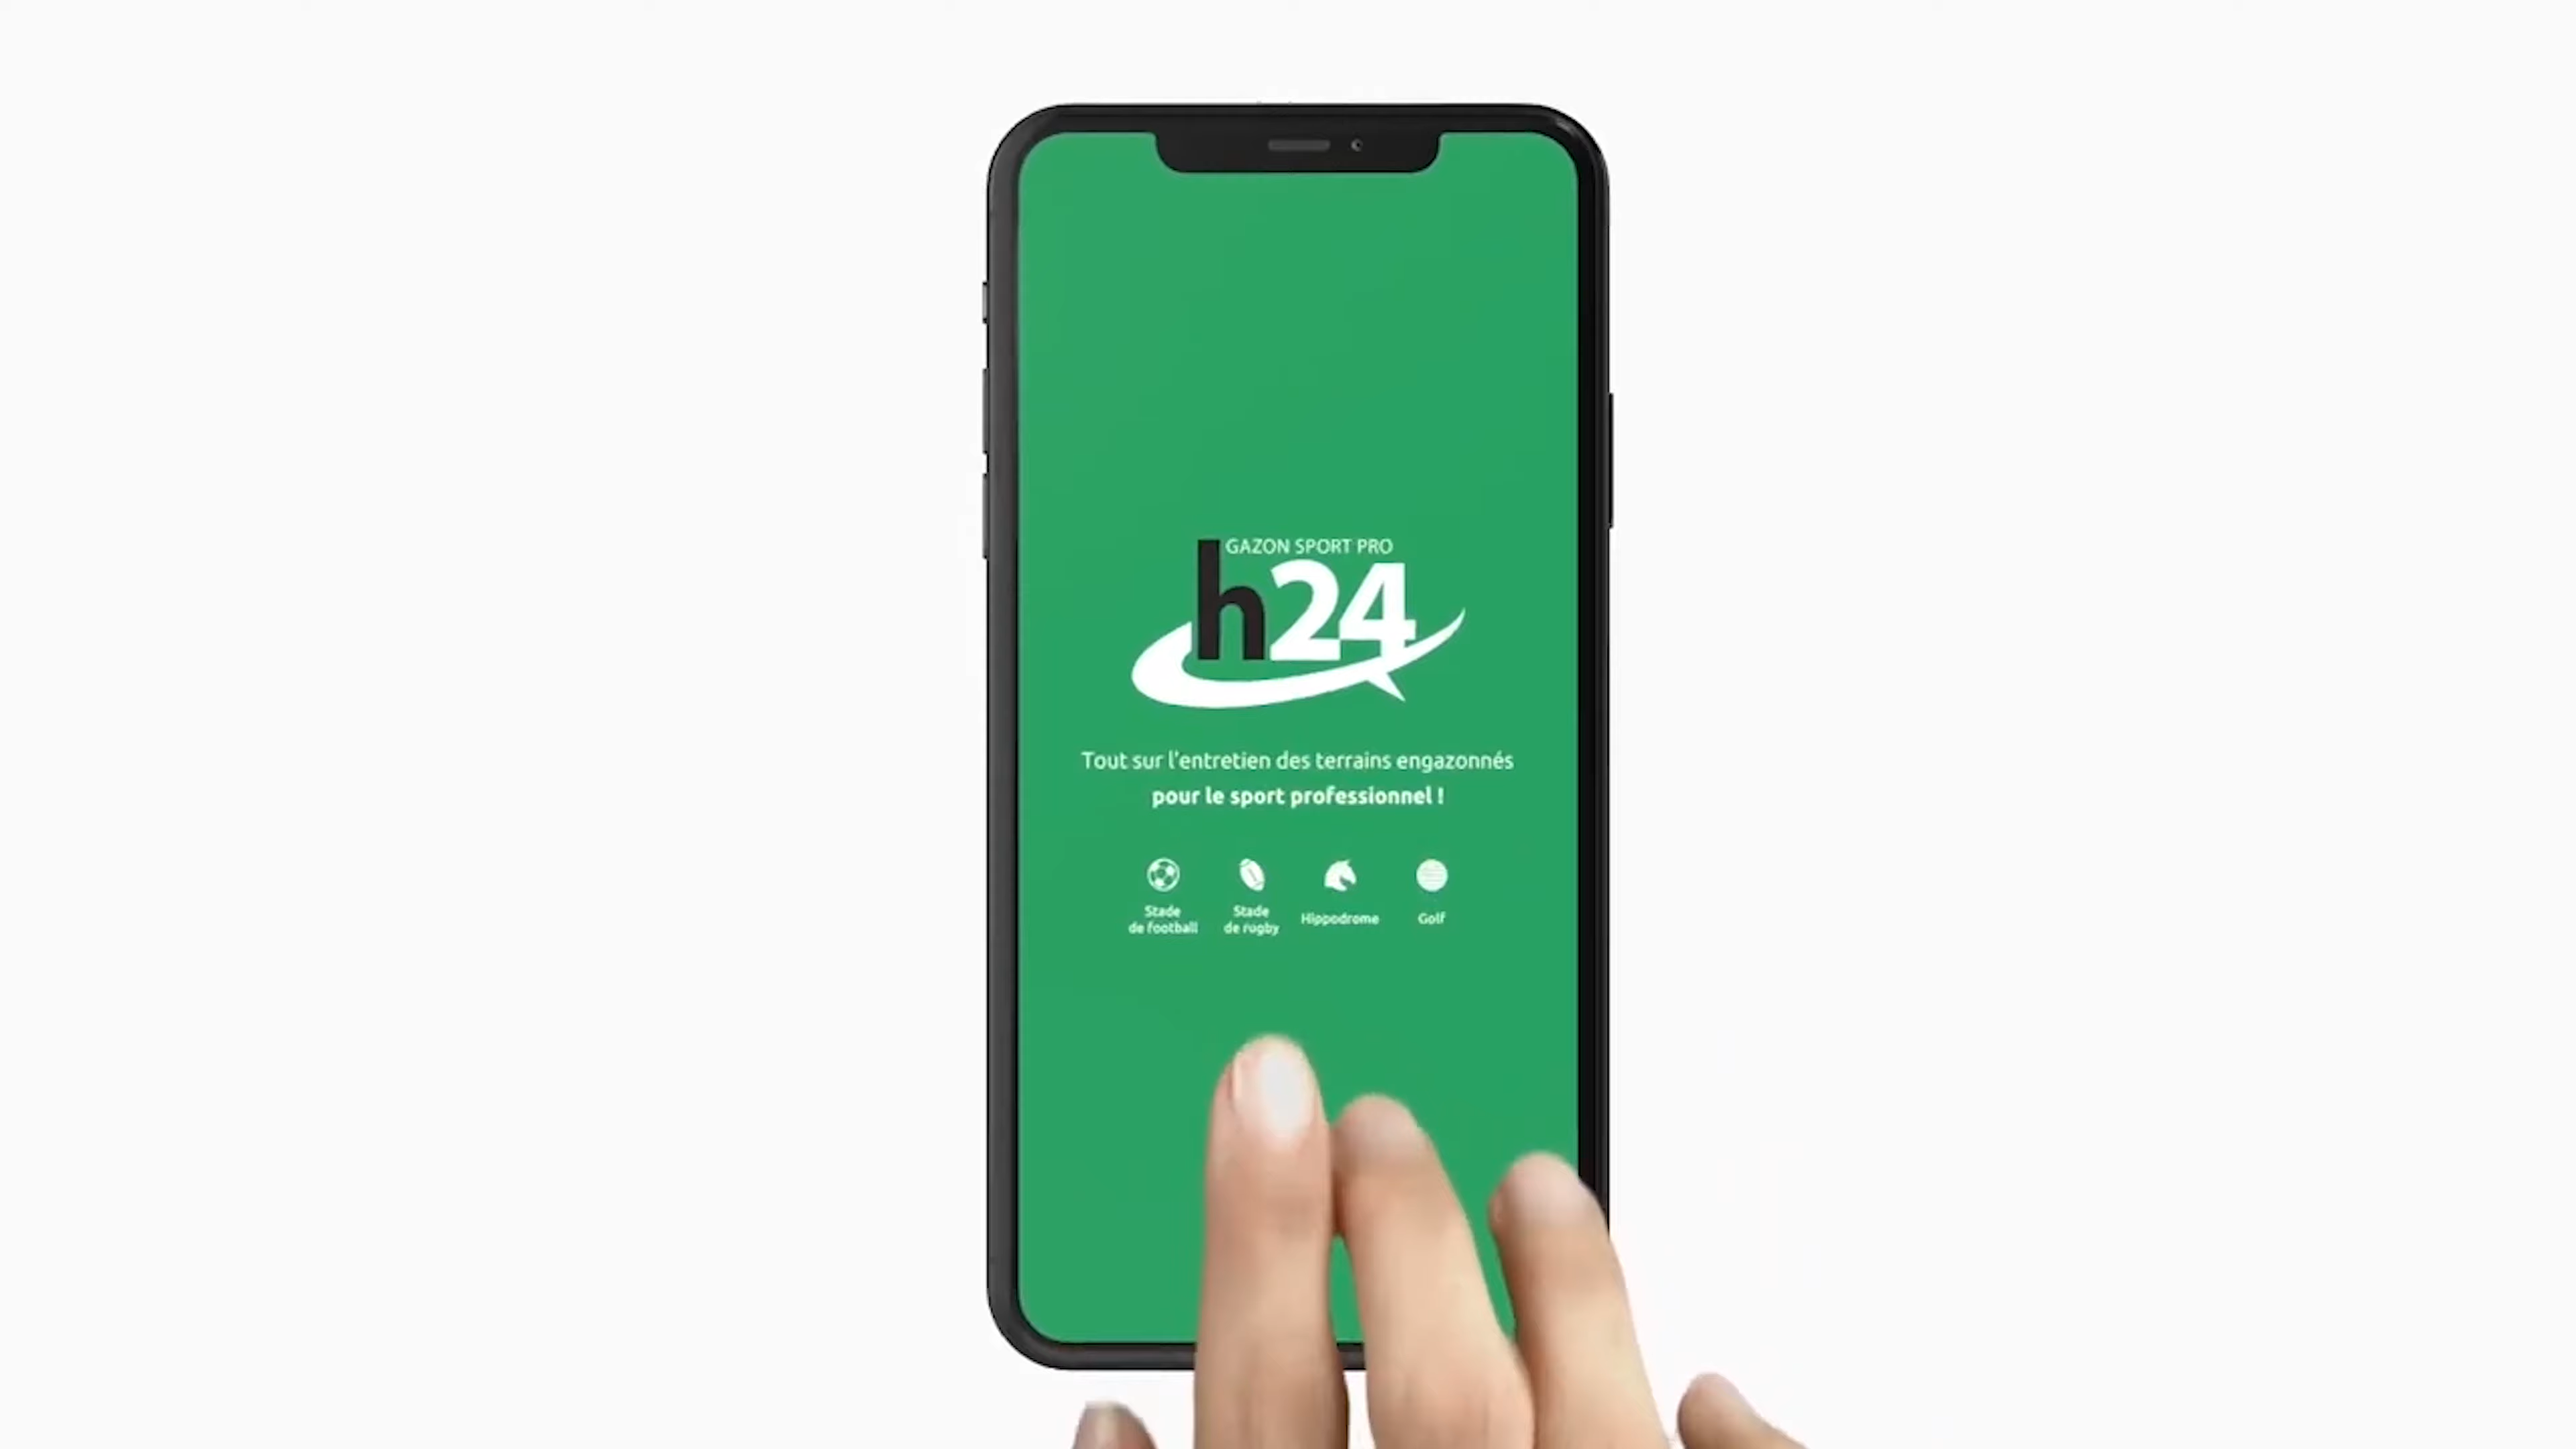 GAZON SPORT PRO
h24
Tout sur l'entretien des terrains engazonnés
pour le sport professionnel !
Stade
de football
Stade
de rugby
Hippodrome
Golf